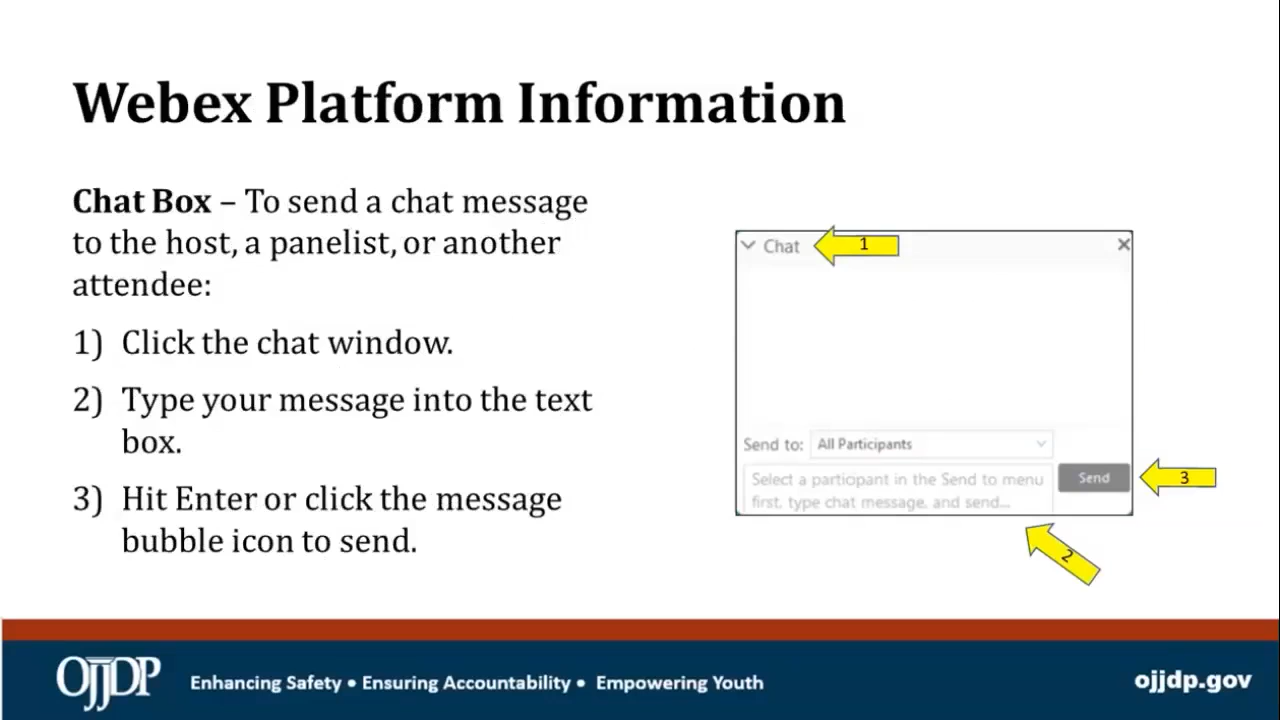 Webex Platform Information
Chat Box – To send a chat message
to the host, a panelist, or another
attendee:
1) Click the chat window.
2) Type your message into the text
box.
3) Hit Enter or click the message
bubble icon to send.
Chat
1
Send to: All Participants
Select a participant in the Send to menu
first, type chat message, and send...
Send
3
2
OJJDP
Enhancing Safety • Ensuring Accountability • Empowering Youth
ojjdp.gov